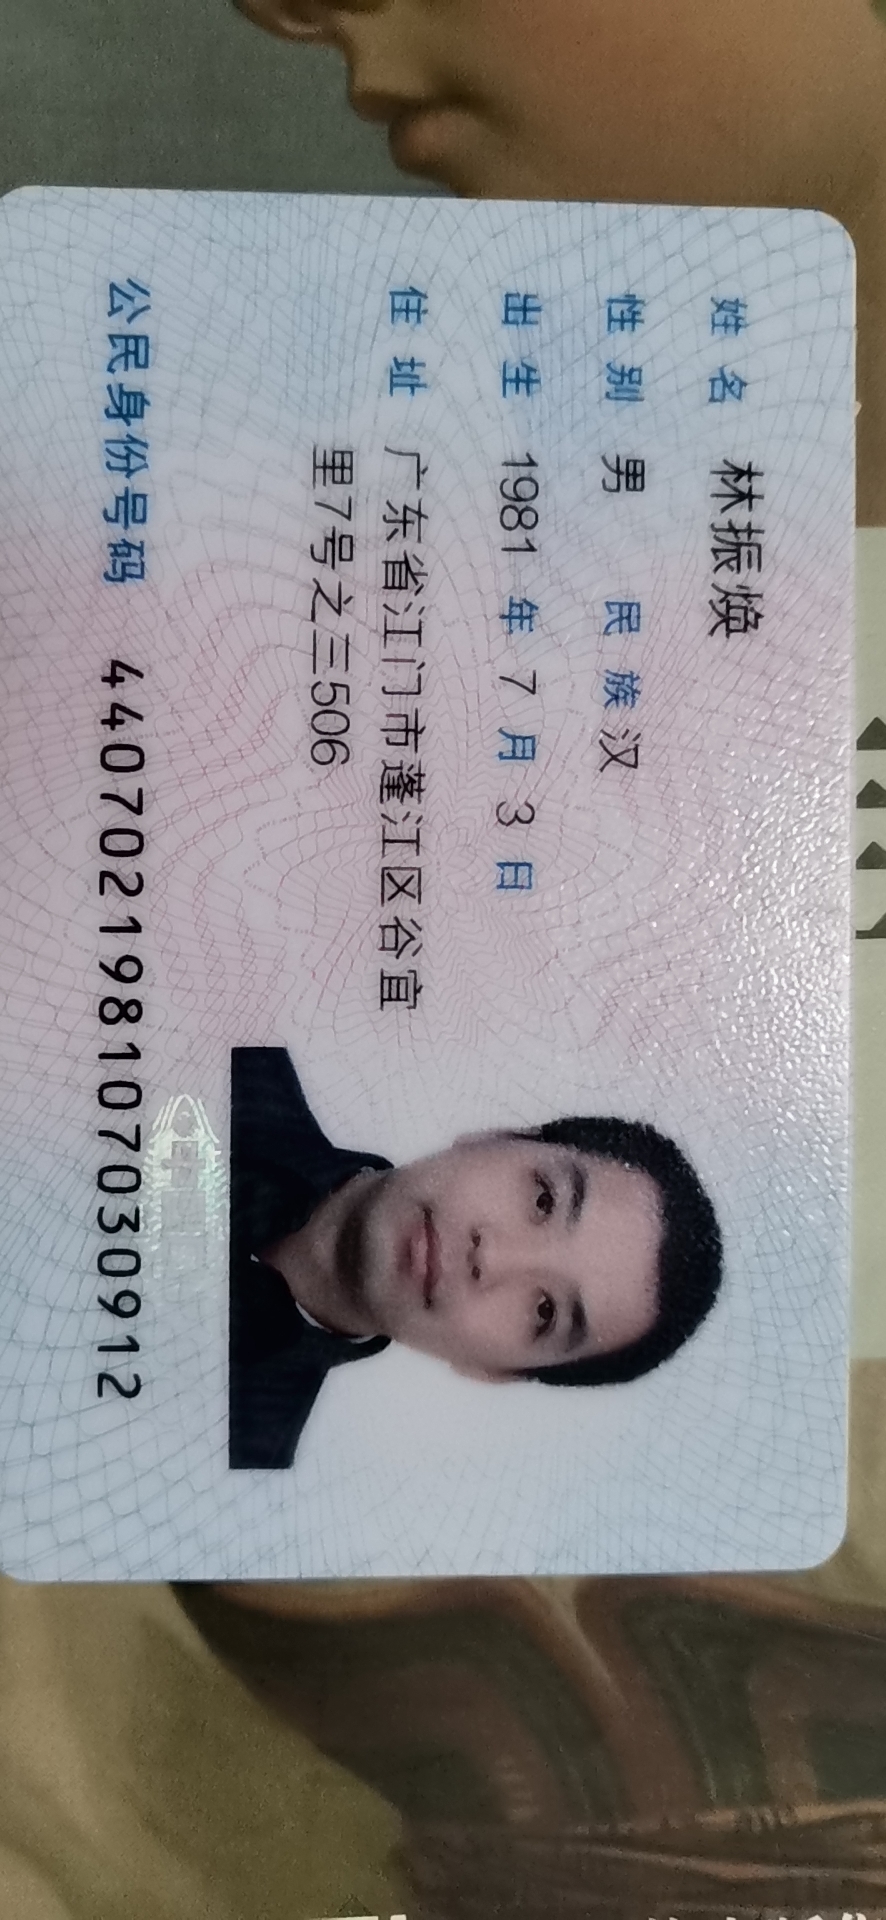 姓名 林振焕
性别 男 民族 汉
出生 1981 年 7 月 3 日
住址 广东省江门市蓬江区谷宜
里7号之三506
公民身份号码 440702198107030912